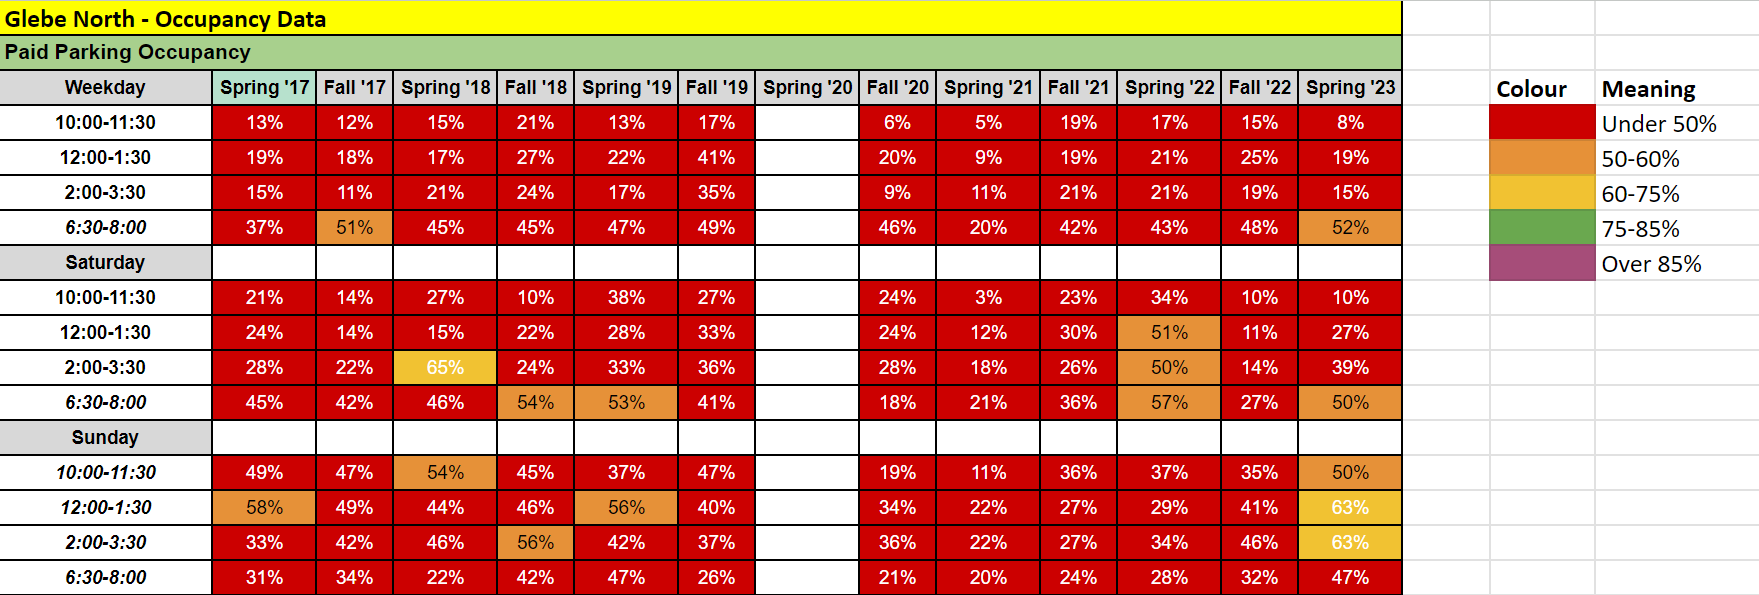 Glebe North - Occupancy Data
Paid Parking Occupancy
Weekday Spring '17 Fall '17 Spring '18 Fall '18 Spring '19 Fall '19 Spring '20 Fall '20 Spring '21 Fall '21 Spring '22 Fall '22 Spring '23 Colour Meaning
10:00-11:30 13% 12% 15% 21% 13% 17% 6% 5% 19% 17% 15% 8% Under 50%
12:00-1:30 19% 18% 17% 27% 22% 41% 20% 9% 19% 21% 25% 19% 50-60%
2:00-3:30 15% 11% 21% 24% 17% 35% 9% 11% 21% 21% 19% 15% 60-75%
6:30-8:00 37% 51% 45% 45% 47% 49% 46% 20% 42% 43% 48% 52% 75-85%
Saturday Over 85%
10:00-11:30 21% 14% 27% 10% 38% 27% 24% 3% 23% 34% 10% 10%
12:00-1:30 24% 14% 15% 22% 28% 33% 24% 12% 30% 51% 11% 27%
2:00-3:30 28% 22% 65% 24% 33% 36% 28% 18% 26% 50% 14% 39%
6:30-8:00 45% 42% 46% 54% 53% 41% 18% 21% 36% 57% 27% 50%
Sunday
10:00-11:30 49% 47% 54% 45% 37% 47% 19% 11% 36% 37% 35% 50%
12:00-1:30 58% 49% 44% 46% 56% 40% 34% 22% 27% 29% 41% 63%
2:00-3:30 33% 42% 46% 56% 42% 37% 36% 22% 27% 34% 46% 63%
6:30-8:00 31% 34% 22% 42% 47% 26% 21% 20% 24% 28% 32% 47%